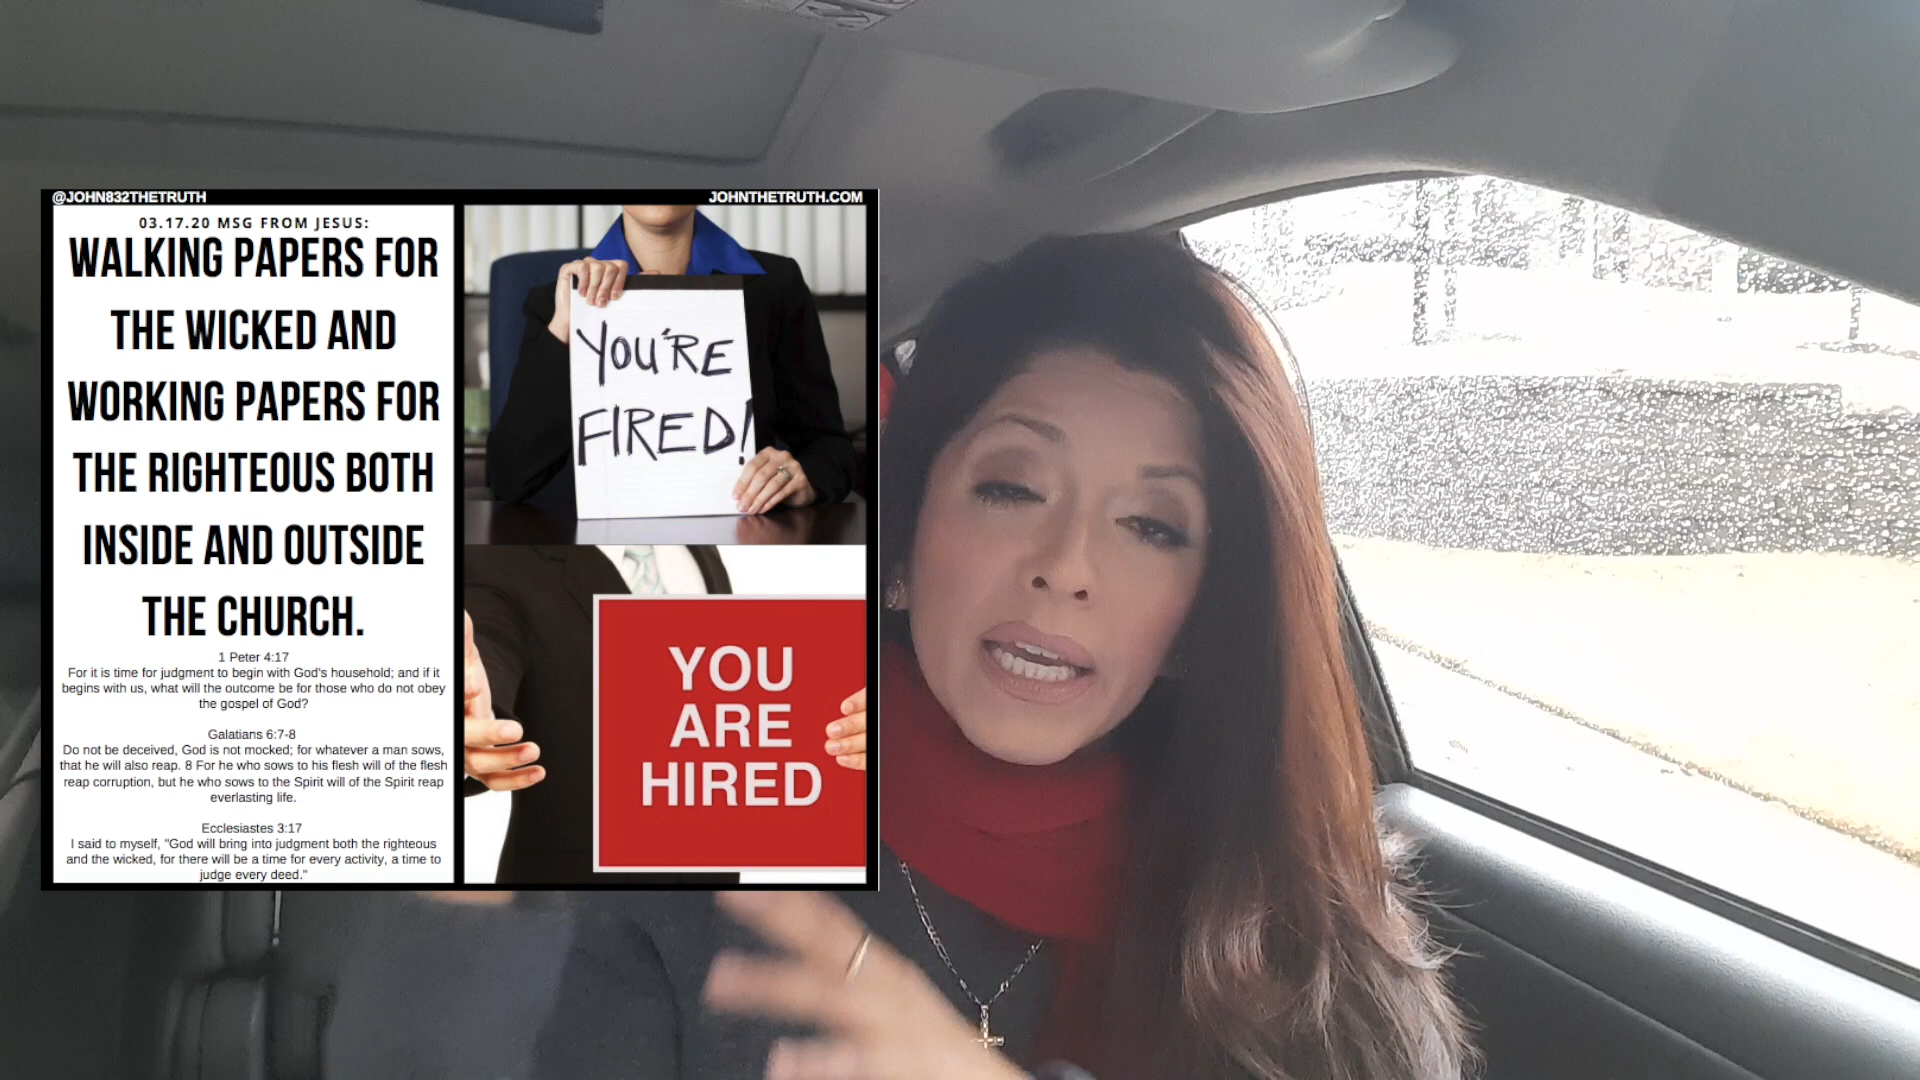 @JOHN832THETRUTH
JOHNTHETRUTH.COM
03.17.20 MSG FROM JESUS:
WALKING PAPERS FOR
THE WICKED AND
WORKING PAPERS FOR
THE RIGHTEOUS BOTH
INSIDE AND OUTSIDE
THE CHURCH.
1 Peter 4:17
For it is time for judgment to begin with God's household; and if it
begins with us, what will the outcome be for those who do not obey
the gospel of God?
Galatians 6:7-8
Do not be deceived, God is not mocked; for whatever a man sows,
that he will also reap. 8 For he who sows to his flesh will of the flesh
reap corruption, but he who sows to the Spirit will of the Spirit reap
everlasting life.
Ecclesiastes 3:17
I said to myself, "God will bring into judgment both the righteous
and the wicked, for there will be a time for every activity, a time to
judge every deed."
YOU'RE
FIRED!
YOU
ARE
HIRED